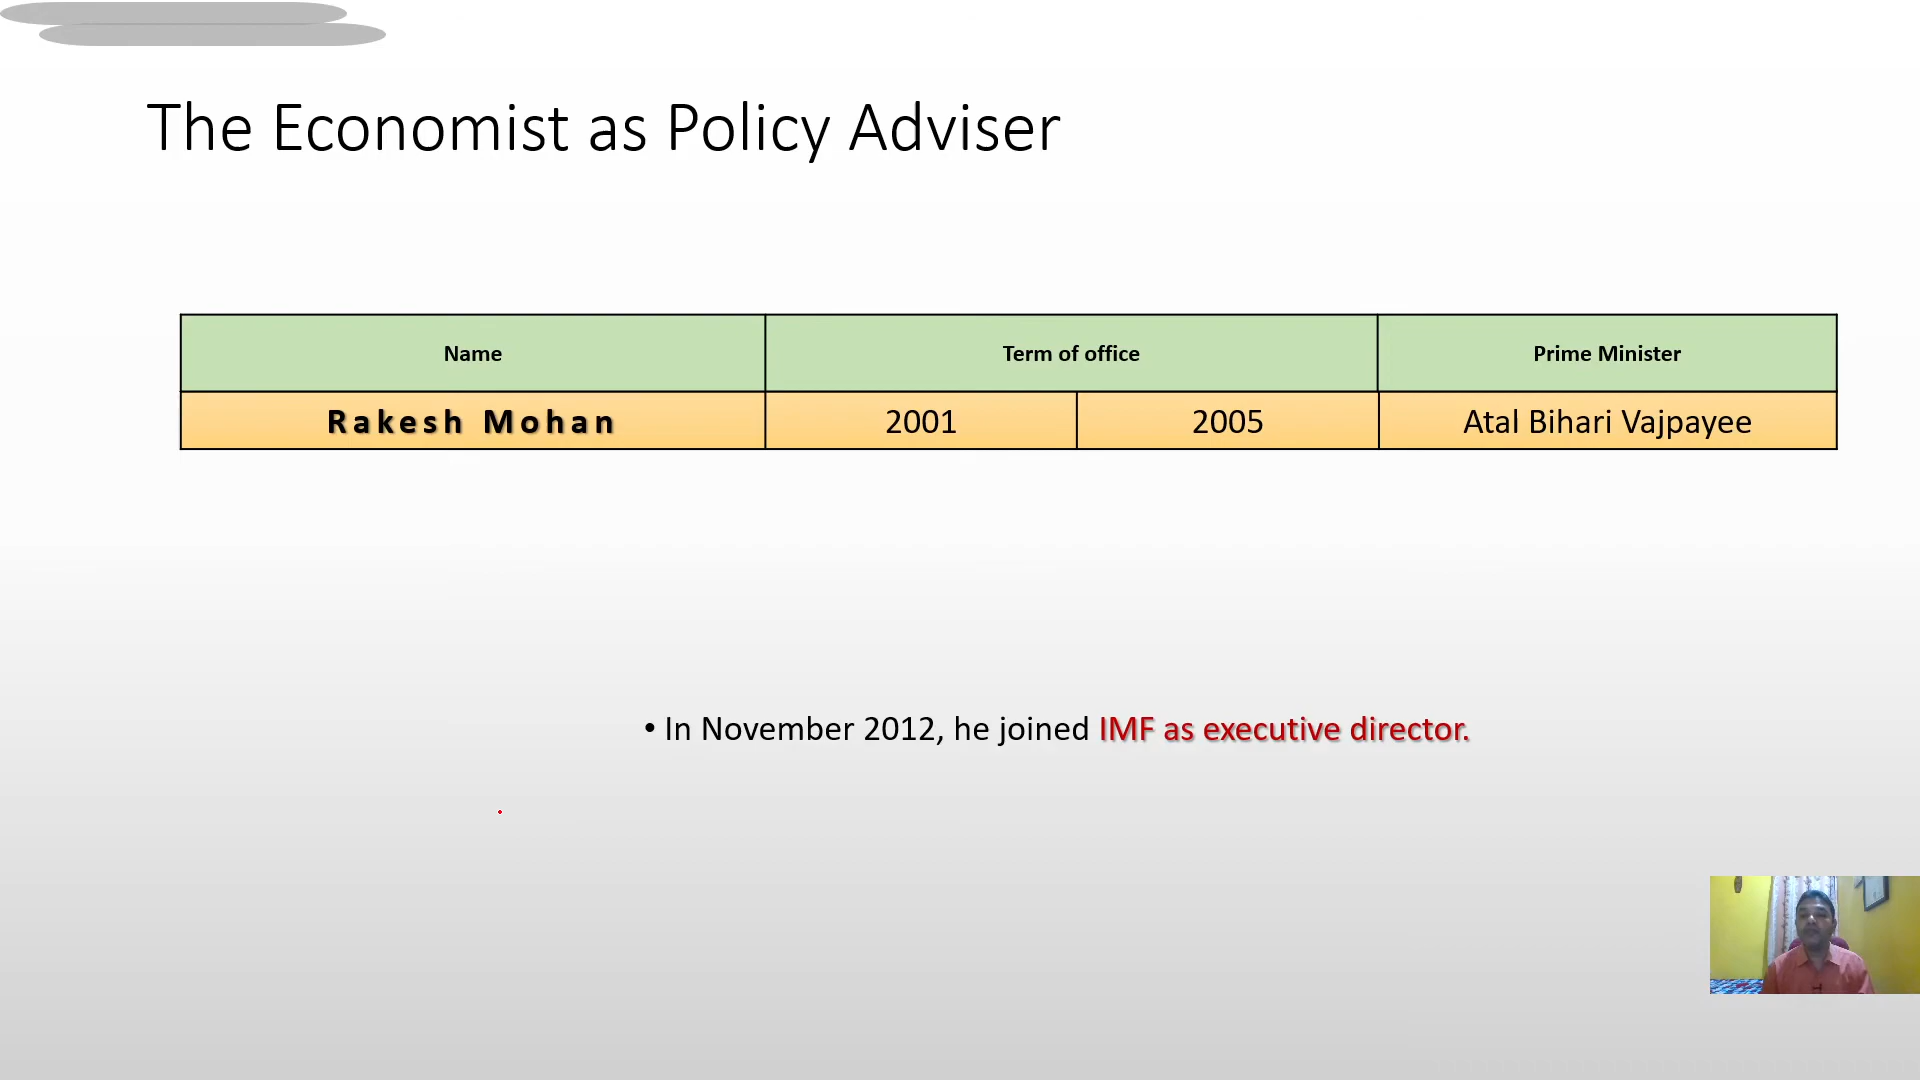 The Economist as Policy Adviser
Name Term of office Prime Minister
Rakesh Mohan 2001 2005 Atal Bihari Vajpayee
• In November 2012, he joined IMF as executive director.